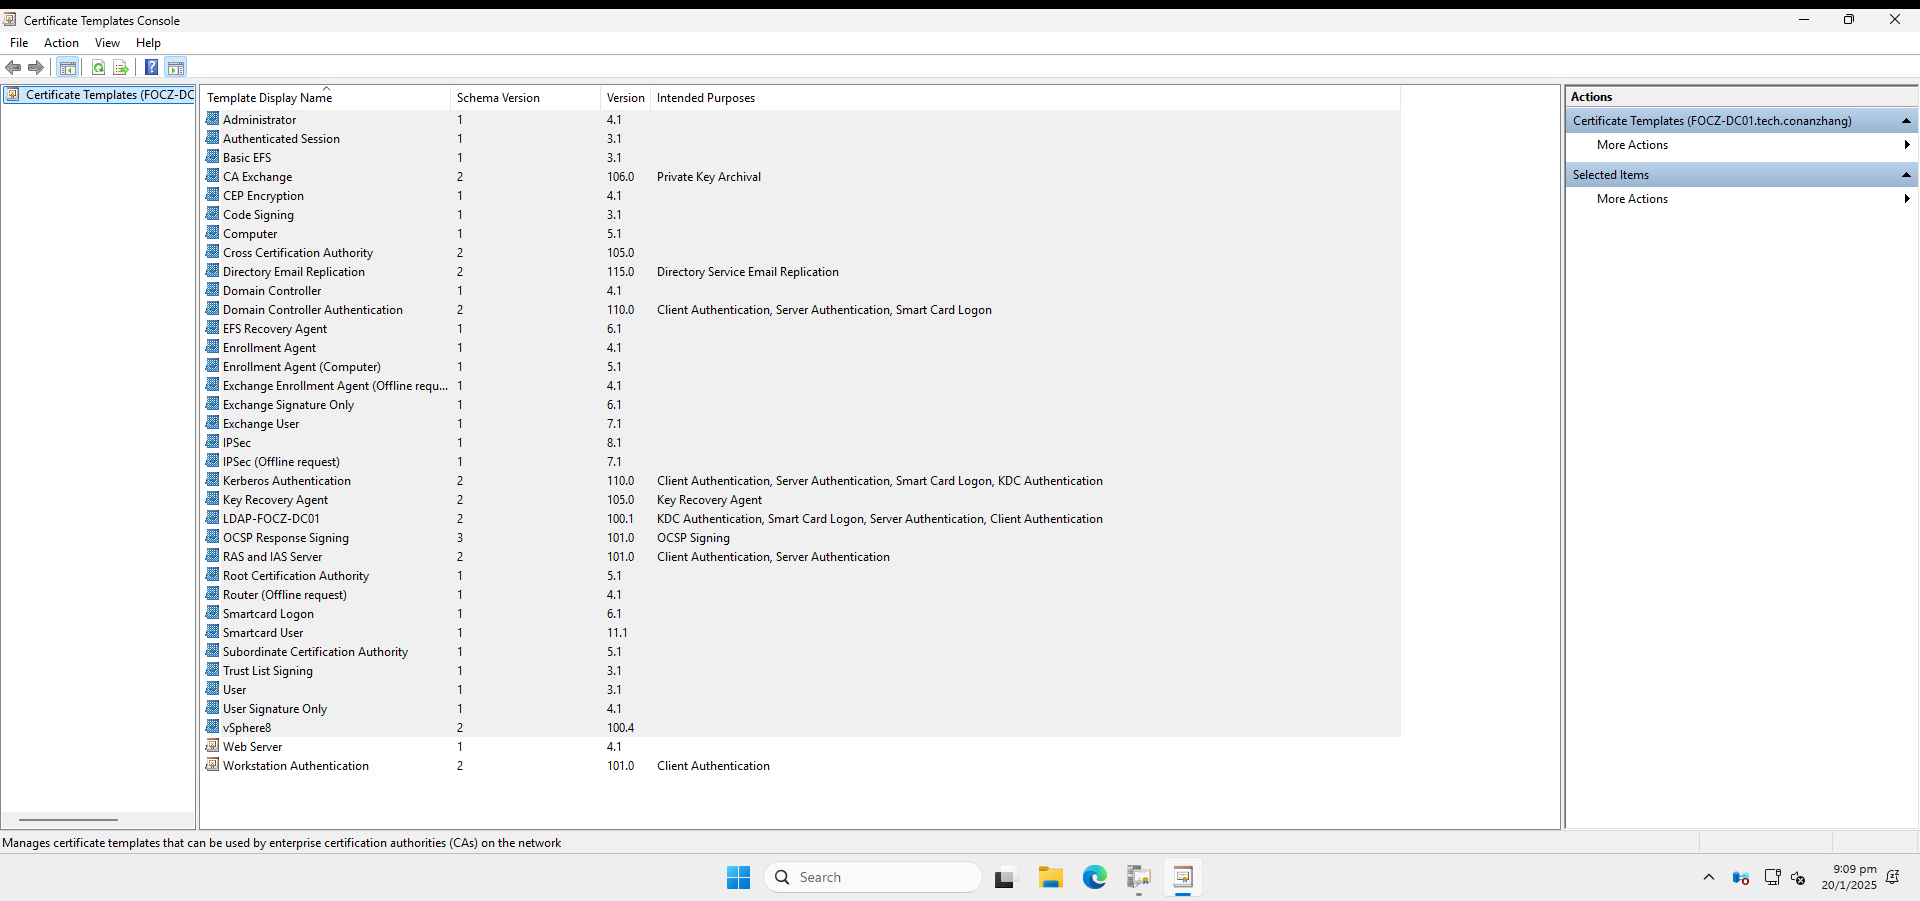 Certificate Templates Console
File Action View Help
Certificate Templates (FOCZ-DC
Template Display Name Schema Version Version Intended Purposes
Administrator 1 4.1
Authenticated Session 1 3.1
Basic EFS 1 3.1
CA Exchange 2 106.0 Private Key Archival
CEP Encryption 1 4.1
Code Signing 1 3.1
Computer 1 5.1
Cross Certification Authority 2 105.0
Directory Email Replication 2 115.0 Directory Service Email Replication
Domain Controller 1 4.1
Domain Controller Authentication 2 110.0 Client Authentication, Server Authentication, Smart Card Logon
EFS Recovery Agent 1 6.1
Enrollment Agent 1 4.1
Enrollment Agent (Computer) 1 5.1
Exchange Enrollment Agent (Offline requ... 1 4.1
Exchange Signature Only 1 6.1
Exchange User 1 7.1
IPSec 1 8.1
IPSec (Offline request) 1 7.1
Kerberos Authentication 2 110.0 Client Authentication, Server Authentication, Smart Card Logon, KDC Authentication
Key Recovery Agent 2 105.0 Key Recovery Agent
LDAP-FOCZ-DC01 2 100.1 KDC Authentication, Smart Card Logon, Server Authentication, Client Authentication
OCSP Response Signing 3 101.0 OCSP Signing
RAS and IAS Server 2 101.0 Client Authentication, Server Authentication
Root Certification Authority 1 5.1
Router (Offline request) 1 4.1
Smartcard Logon 1 6.1
Smartcard User 1 11.1
Subordinate Certification Authority 1 5.1
Trust List Signing 1 3.1
User 1 3.1
User Signature Only 1 4.1
vSphere8 2 100.4
Web Server 1 4.1
Workstation Authentication 2 101.0 Client Authentication
Actions
Certificate Templates (FOCZ-DC01.tech.conanzhang)
More Actions
Selected Items
More Actions
Manages certificate templates that can be used by enterprise certification authorities (CAs) on the network
Search
9:09 pm
20/1/2025